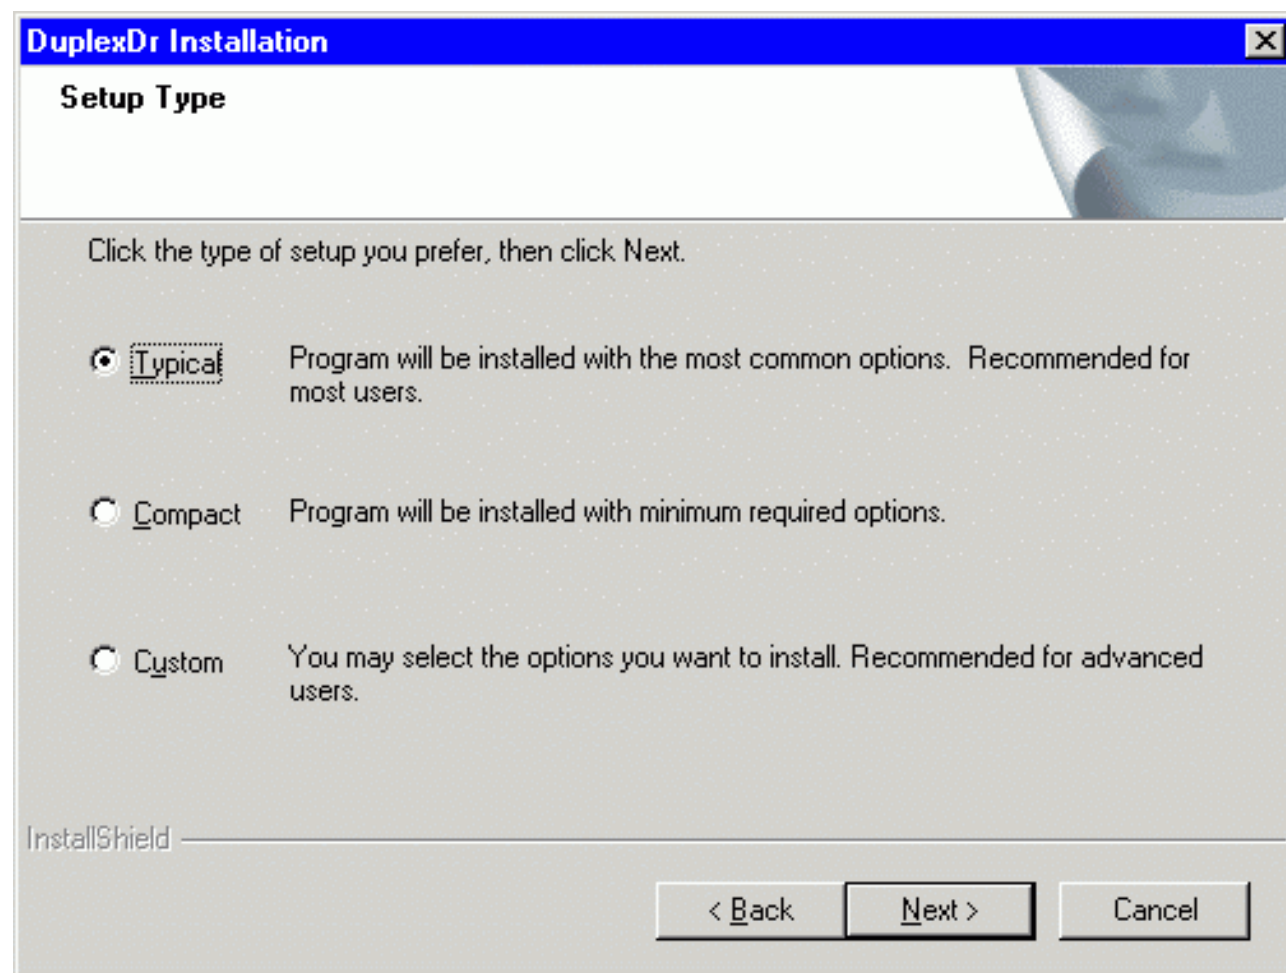 DuplexDr Installation
Setup Type
Click the type of setup you prefer, then click Next.
Typical
Program will be installed with the most common options.  Recommended for
most users.
Compact
Program will be installed with minimum required options.
Custom
You may select the options you want to install. Recommended for advanced
users.
InstallShield
< Back
Next >
Cancel